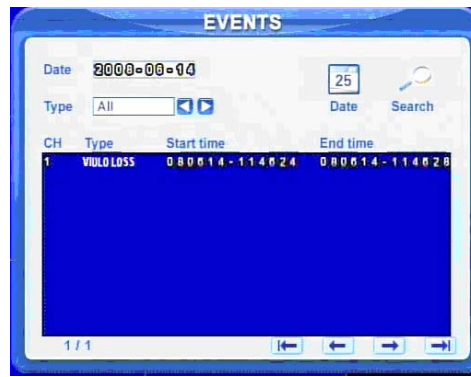 EVENTS
Date 2008-06-14
25
Type All
Date Search
CH Type Start time End time
1 VIDLO LOSS 080614-114624 080614-114628
1 / 1